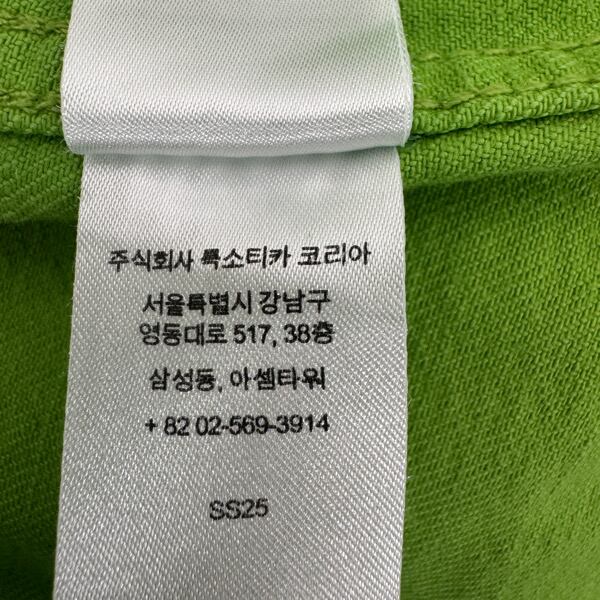 주식회사 룩소티카 코리아
서울특별시 강남구
영동대로 517, 38층
삼성동, 아셈타워
+ 82 02-569-3914
SS25